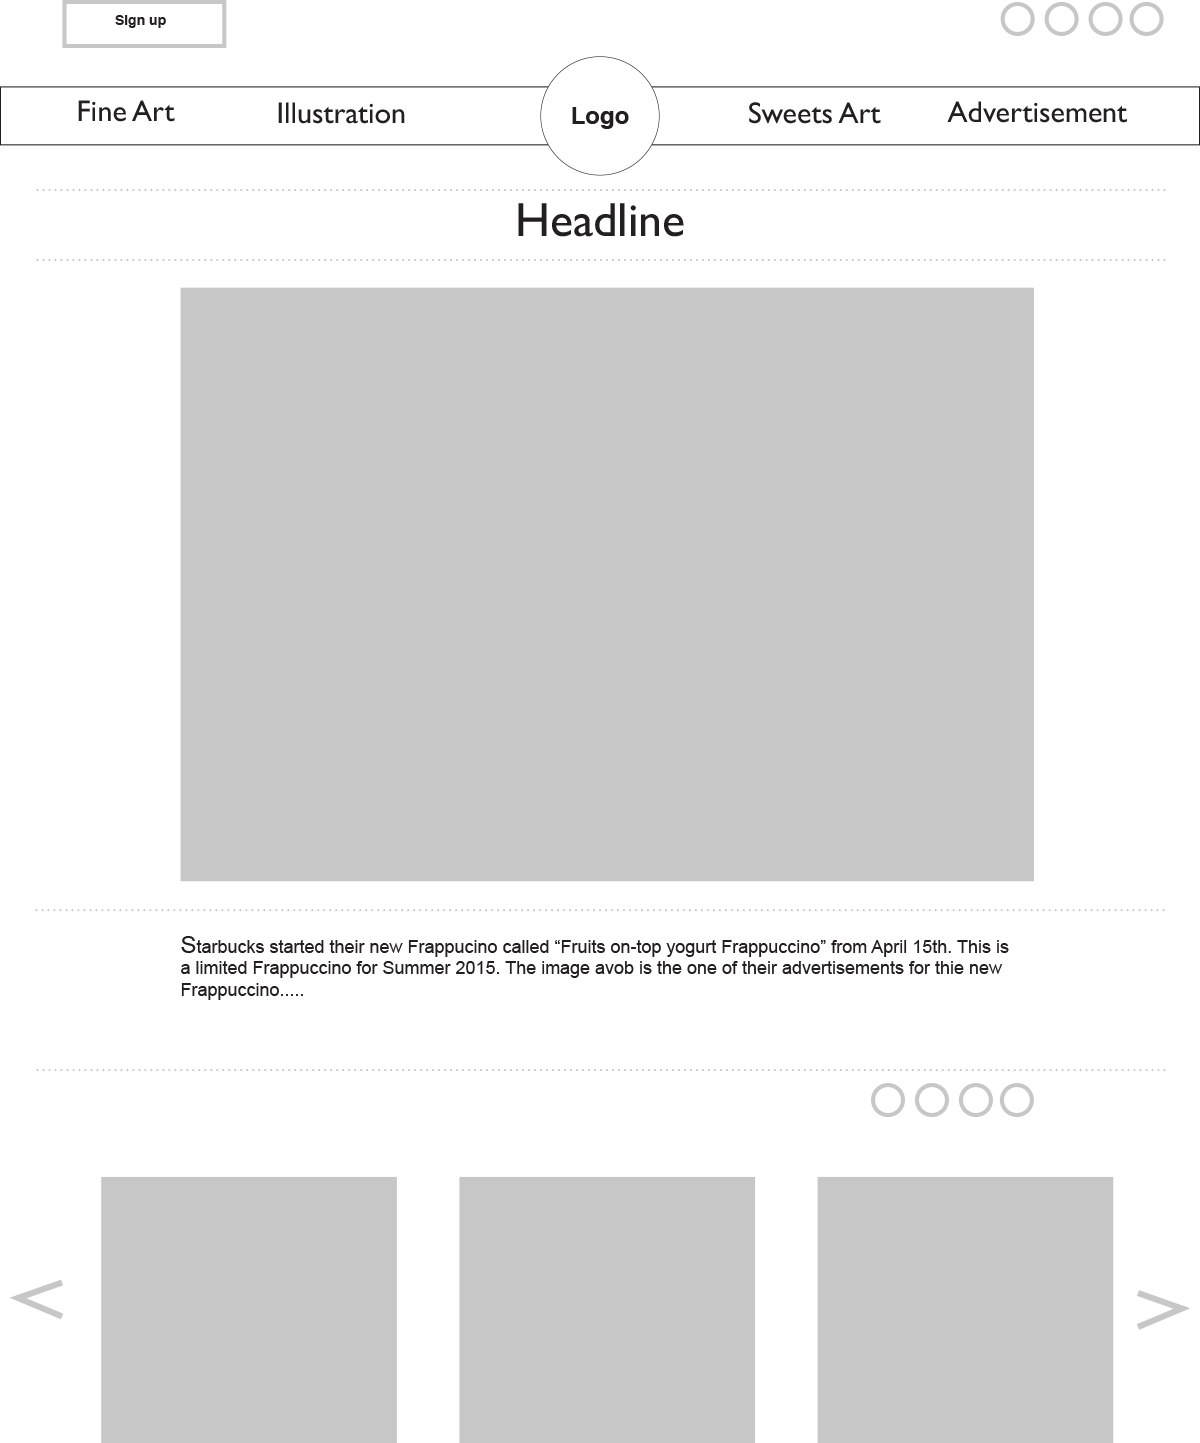 Sign up
Fine Art Illustration Logo Sweets Art Advertisement
Headline
Starbucks started their new Frappucino called “Fruits on-top yogurt Frappuccino” from April 15th. This is
a limited Frappuccino for Summer 2015. The image avob is the one of their advertisements for thie new
Frappuccino.....